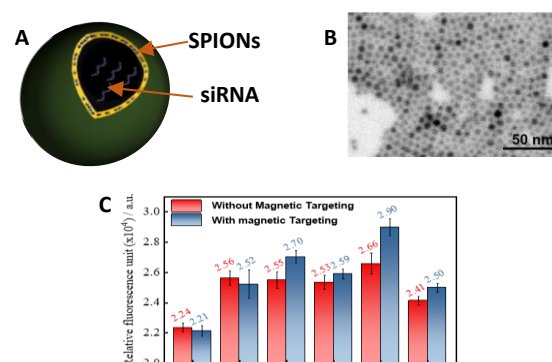 A
SPIONs
siRNA
B
50 nm
C
Relative fluorescence unit (x10⁴) / a.u.
Without Magnetic Targeting
With magnetic Targeting
3.0
2.8
2.6
2.4
2.2
2.0
2.24
2.21
2.56
2.52
2.55
2.70
2.53
2.59
2.66
2.90
2.41
2.50